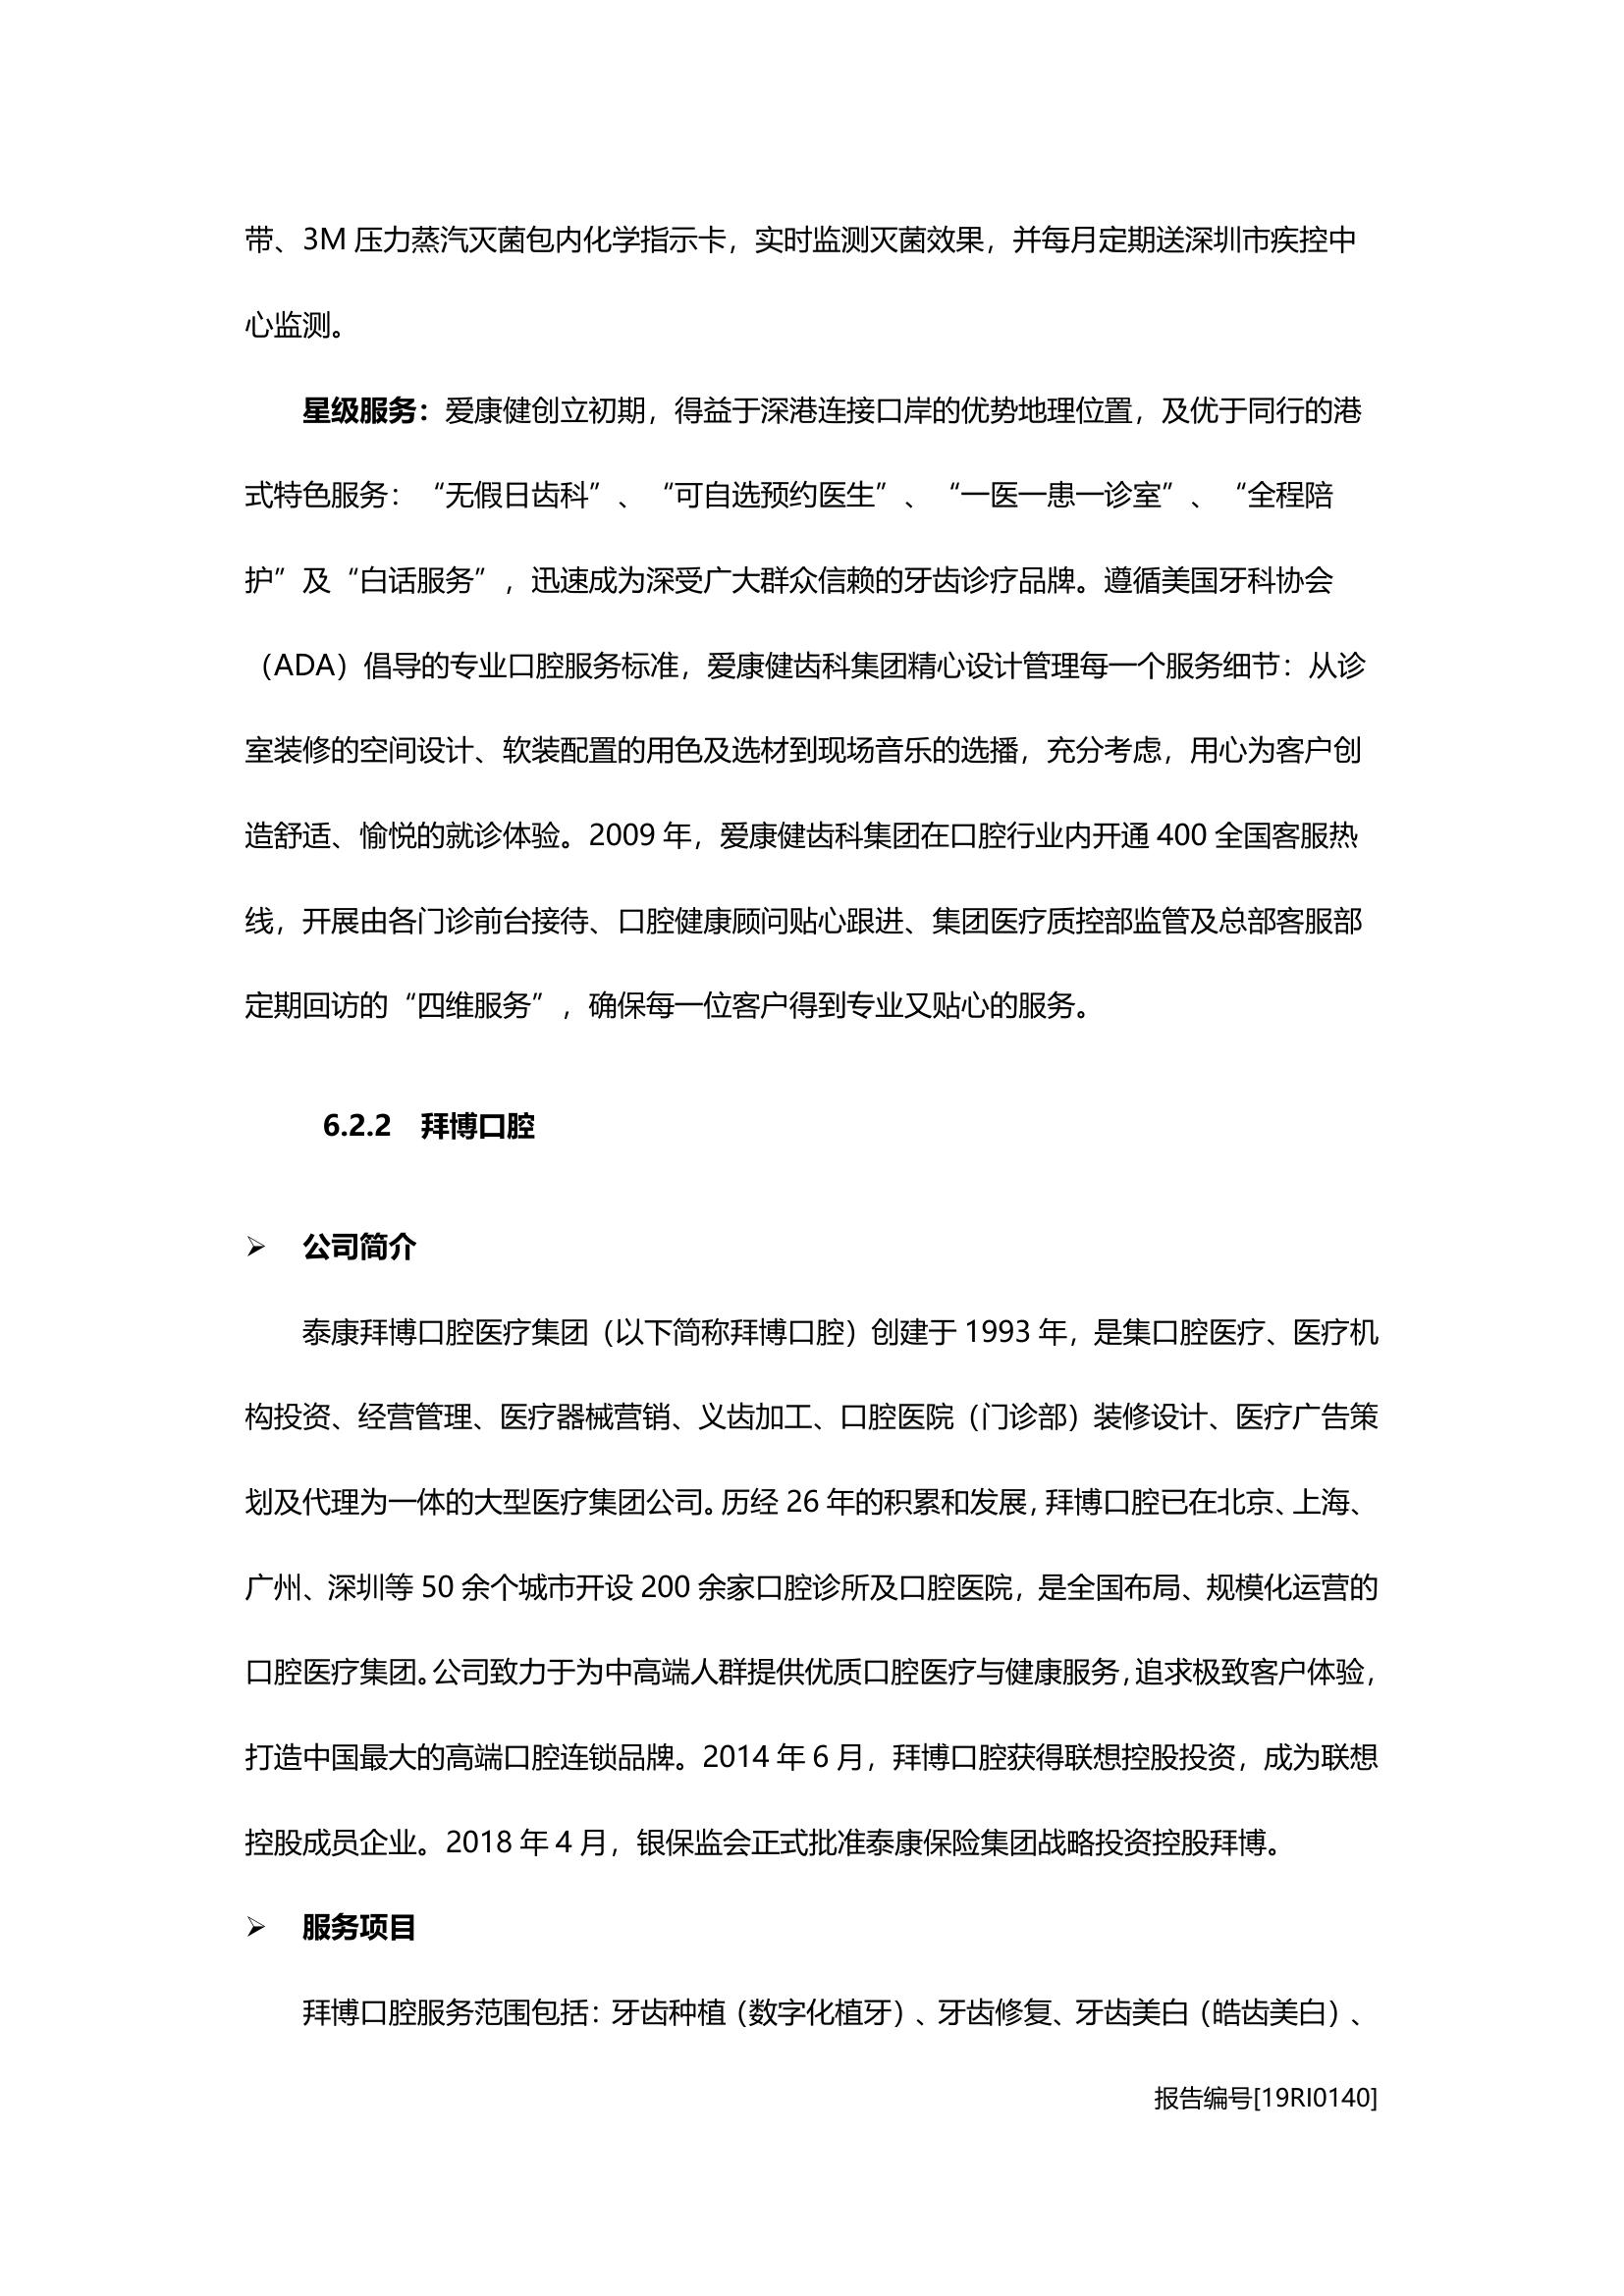 带、3M 压力蒸汽灭菌包内化学指示卡，实时监测灭菌效果，并每月定期送深圳市疾控中
心监测。
星级服务：爱康健创立初期，得益于深港连接口岸的优势地理位置，及优于同行的港
式特色服务：“无假日齿科”、“可自选预约医生”、“一医一患一诊室”、“全程陪
护”及“白话服务”，迅速成为深受广大群众信赖的牙齿诊疗品牌。遵循美国牙科协会
（ADA）倡导的专业口腔服务标准，爱康健齿科集团精心设计管理每一个服务细节：从诊
室装修的空间设计、软装配置的用色及选材到现场音乐的选播，充分考虑，用心为客户创
造舒适、愉悦的就诊体验。2009 年，爱康健齿科集团在口腔行业内开通 400 全国客服热
线，开展由各门诊前台接待、口腔健康顾问贴心跟进、集团医疗质控部监管及总部客服部
定期回访的“四维服务”，确保每一位客户得到专业又贴心的服务。
6.2.2 拜博口腔
➢ 公司简介
泰康拜博口腔医疗集团（以下简称拜博口腔）创建于 1993 年，是集口腔医疗、医疗机
构投资、经营管理、医疗器械营销、义齿加工、口腔医院（门诊部）装修设计、医疗广告策
划及代理为一体的大型医疗集团公司。历经 26 年的积累和发展，拜博口腔已在北京、上海、
广州、深圳等 50 余个城市开设 200 余家口腔诊所及口腔医院，是全国布局、规模化运营的
口腔医疗集团。公司致力于为中高端人群提供优质口腔医疗与健康服务，追求极致客户体验，
打造中国最大的高端口腔连锁品牌。2014 年 6 月，拜博口腔获得联想控股投资，成为联想
控股成员企业。2018 年 4 月，银保监会正式批准泰康保险集团战略投资控股拜博。
➢ 服务项目
拜博口腔服务范围包括：牙齿种植（数字化植牙）、牙齿修复、牙齿美白（皓齿美白）、
报告编号[19RI0140]